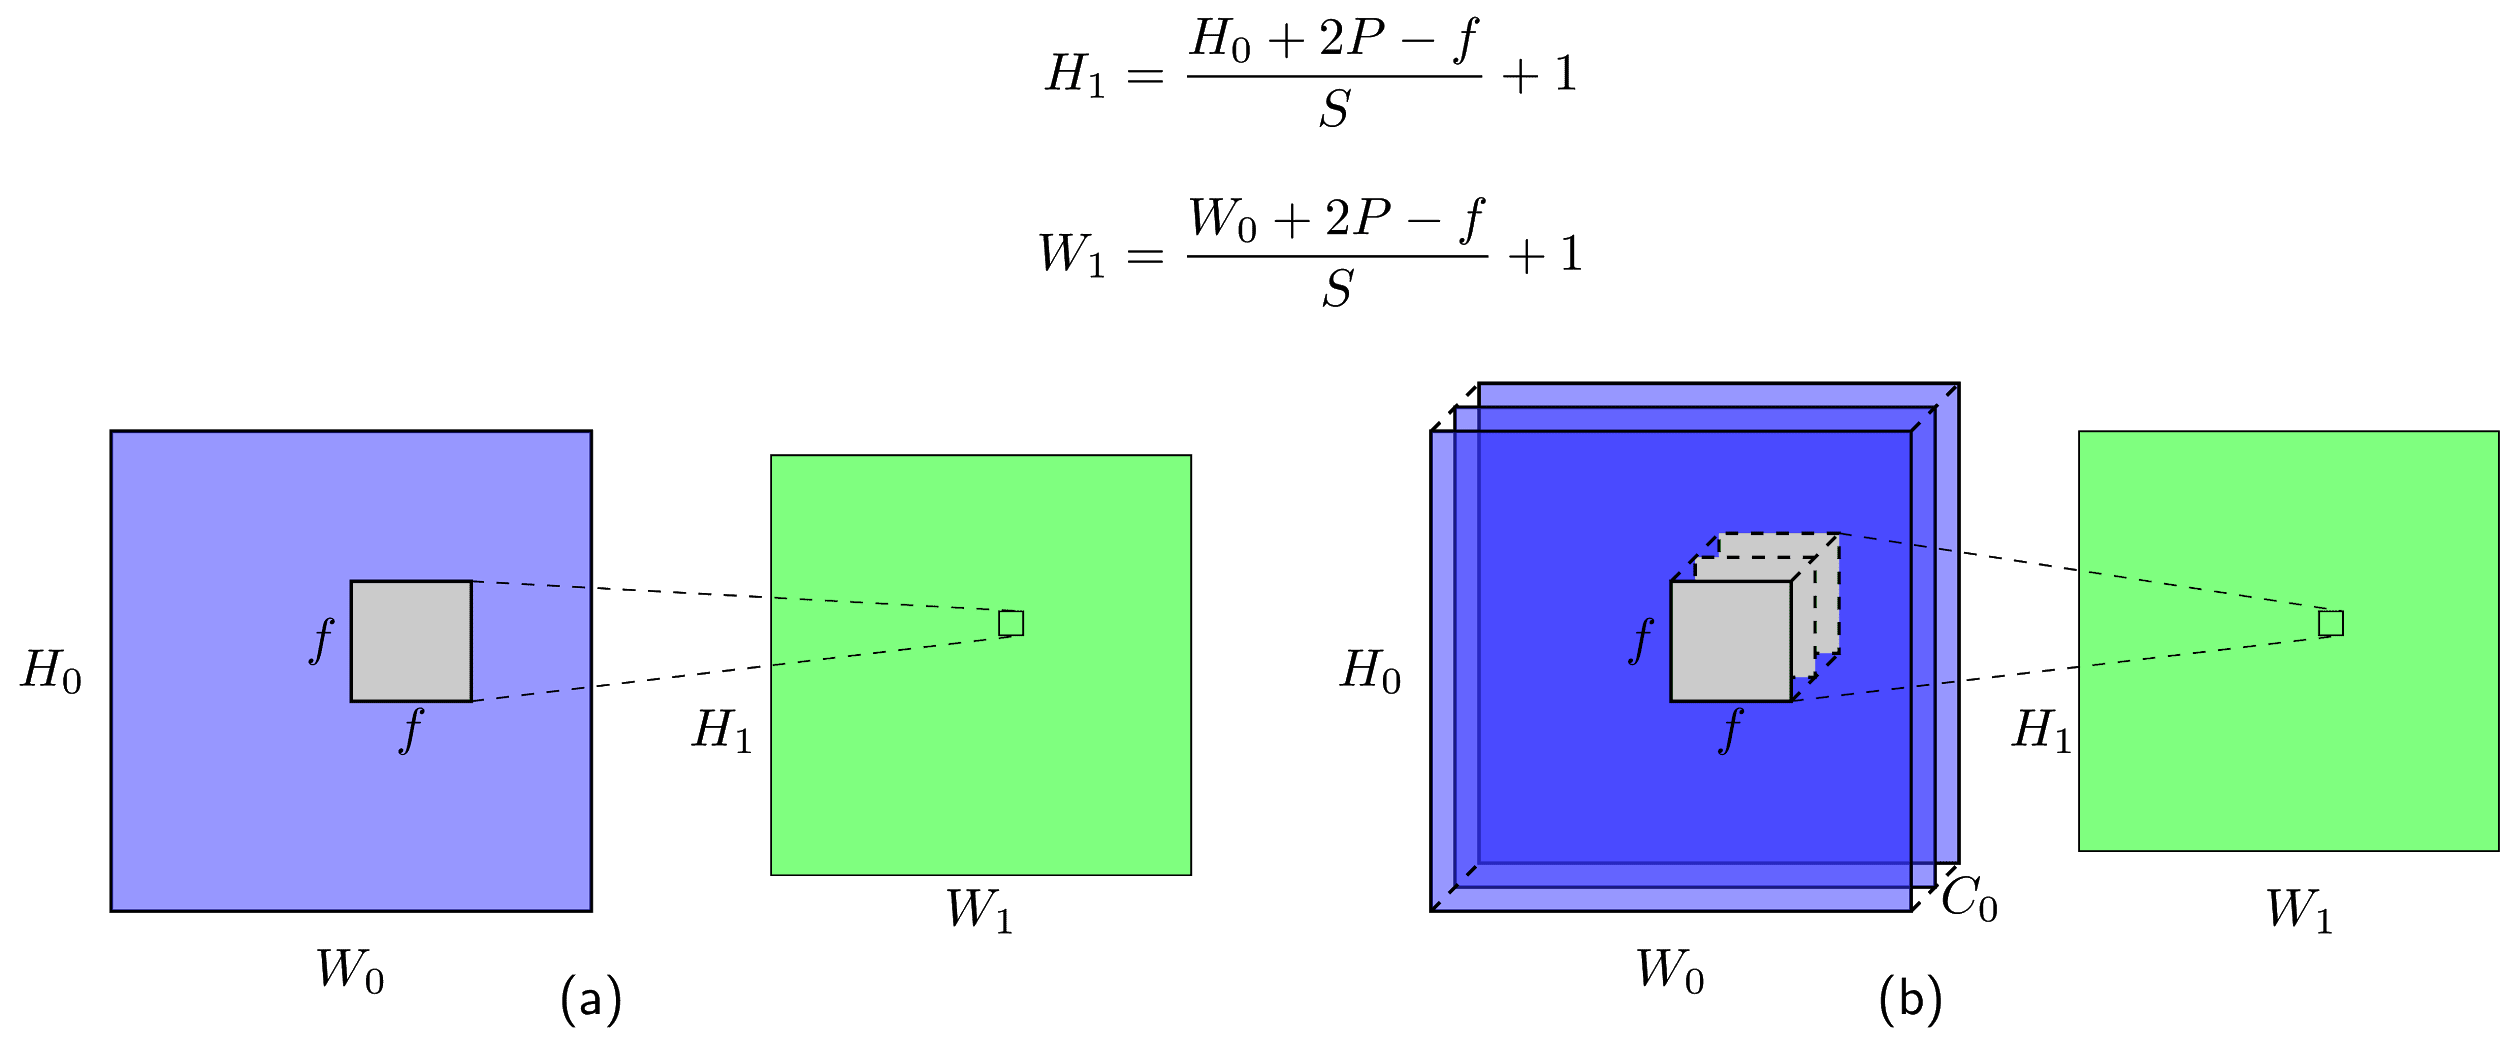 H₁ = (H₀ + 2P − f) / S + 1
W₁ = (W₀ + 2P − f) / S + 1
H₀
f
f
W₀
H₁
W₁
(a)
H₀
f
f
W₀
C₀
H₁
W₁
(b)